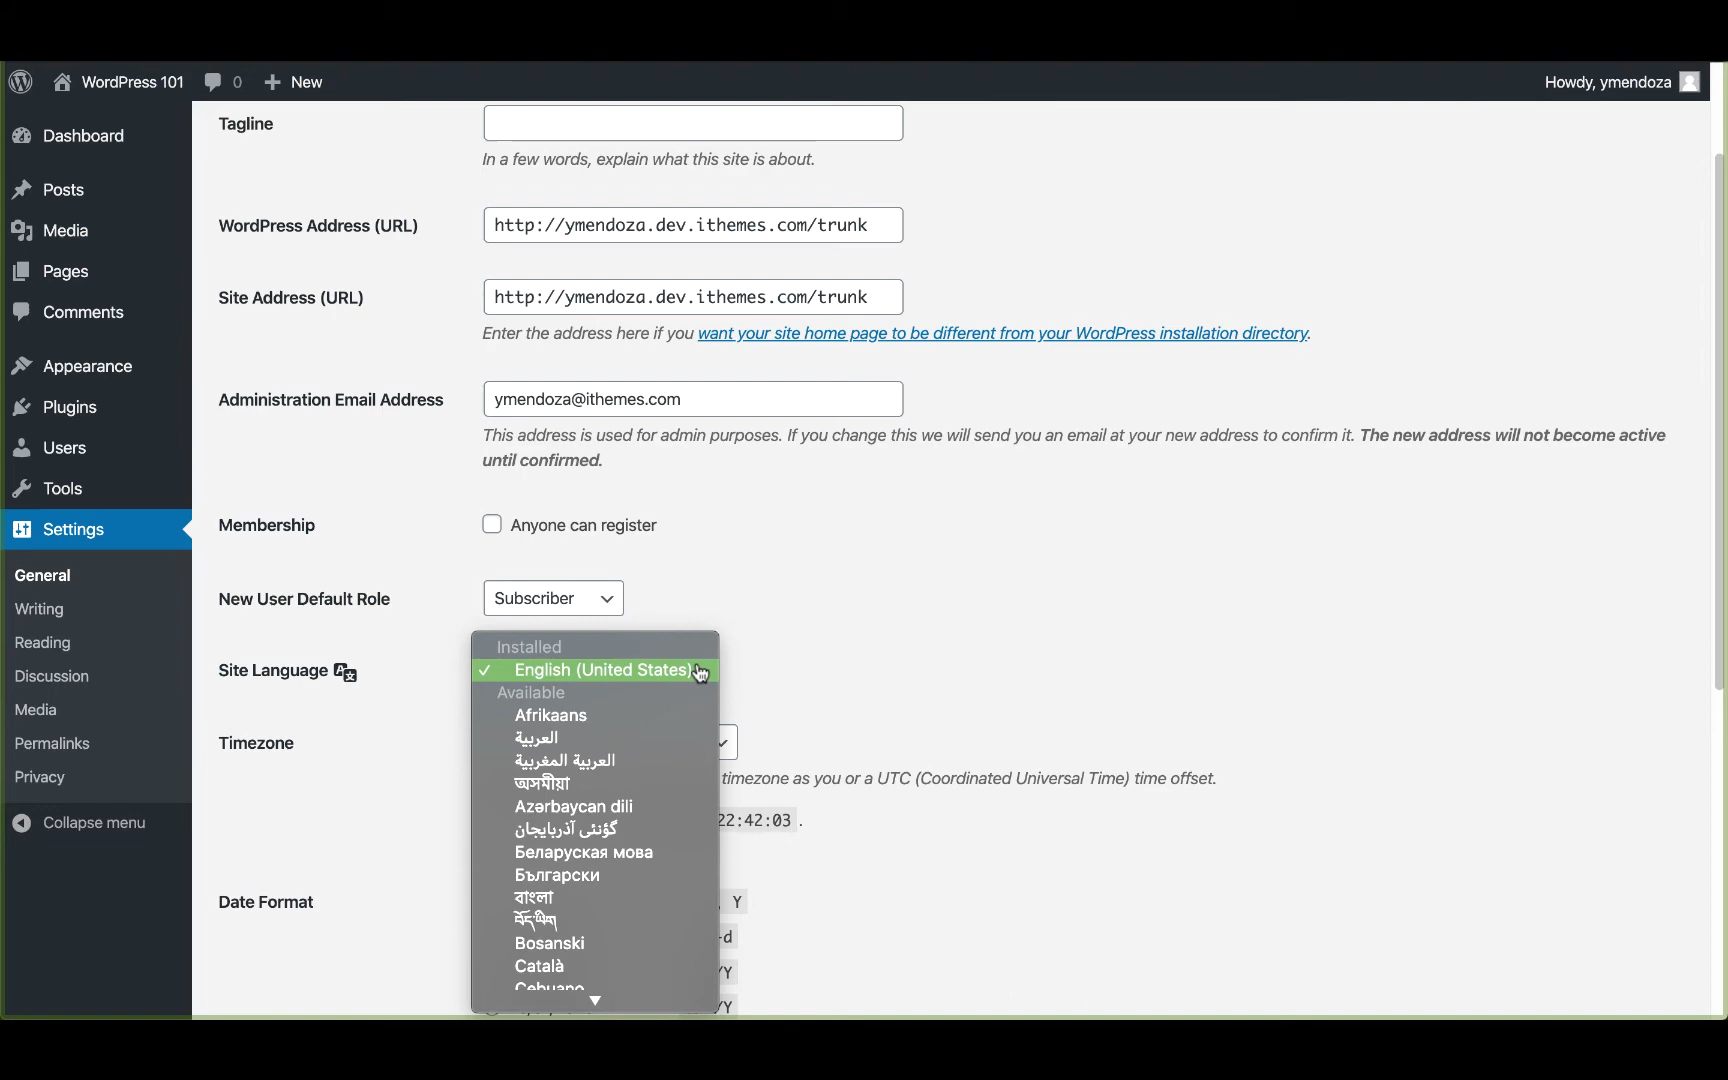 WordPress 101 0 New Howdy, ymendoza
Dashboard
Posts
Media
Pages
Comments
Appearance
Plugins
Users
Tools
Settings
General
Writing
Reading
Discussion
Media
Permalinks
Privacy
Collapse menu
Tagline
In a few words, explain what this site is about.
WordPress Address (URL) http://ymendoza.dev.ithemes.com/trunk
Site Address (URL) http://ymendoza.dev.ithemes.com/trunk
Enter the address here if you want your site home page to be different from your WordPress installation directory.
Administration Email Address ymendoza@ithemes.com
This address is used for admin purposes. If you change this we will send you an email at your new address to confirm it. The new address will not become active
until confirmed.
Membership Anyone can register
New User Default Role Subscriber
Site Language
Installed
✓ English (United States)
Available
Afrikaans
العربية
العربية المغربية
অসমীয়া
Azərbaycan dili
گؤنئی آذربایجان
Беларуская мова
Български
বাংলা
བོད་ཡིག
Bosanski
Català
Cebuano
Timezone
timezone as you or a UTC (Coordinated Universal Time) time offset.
22:42:03 .
Date Format
, Y
-d
/Y
/Y